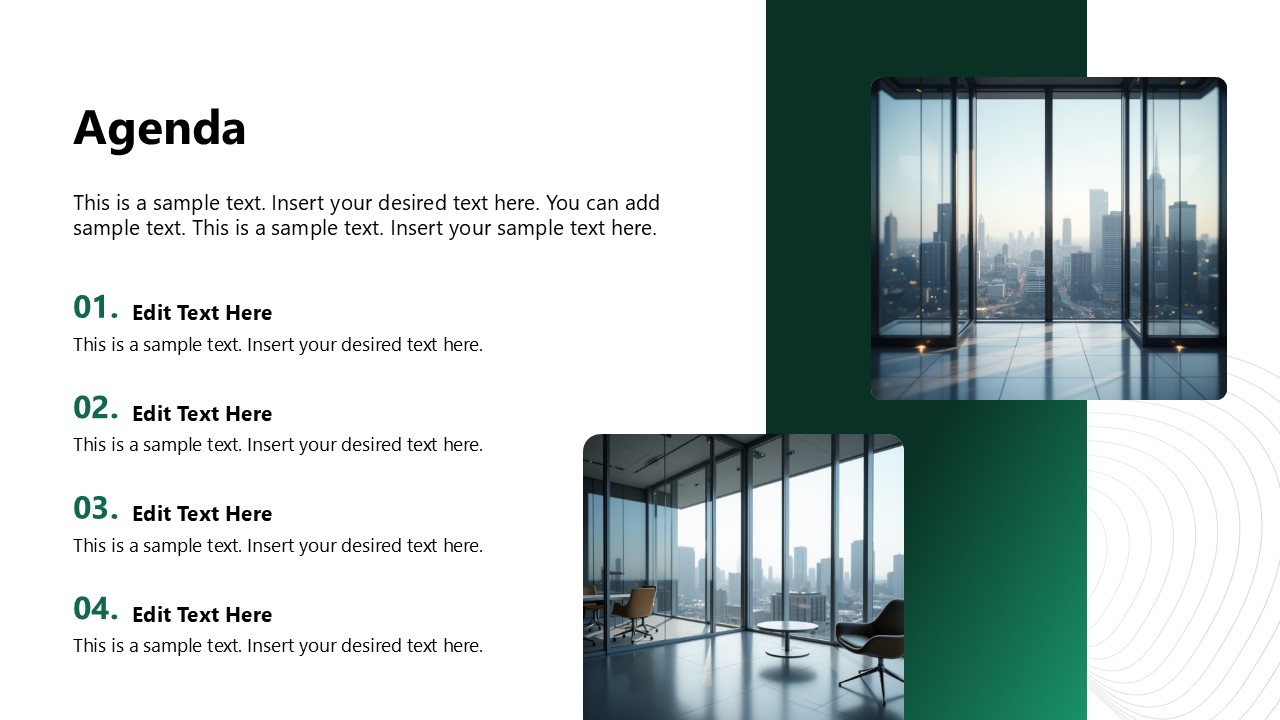 Agenda
This is a sample text. Insert your desired text here. You can add
sample text. This is a sample text. Insert your sample text here.
01. Edit Text Here
This is a sample text. Insert your desired text here.
02. Edit Text Here
This is a sample text. Insert your desired text here.
03. Edit Text Here
This is a sample text. Insert your desired text here.
04. Edit Text Here
This is a sample text. Insert your desired text here.